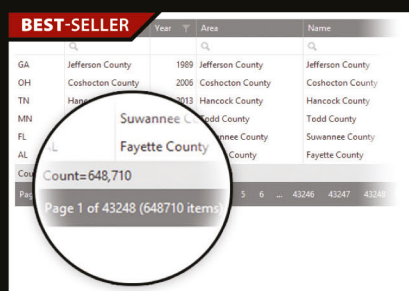 BEST-SELLER
Year Area Name
GA Jefferson County 1989 Jefferson County Jefferson County
OH Coshocton County 2006 Coshocton County Coshocton County
TN 2013 Hancock County Hancock County
MN Todd County Todd County
FL Suwannee County
AL County Fayette County
Suwannee
Fayette County
Count=648,710
Page 1 of 43248 (648710 items)
5 6 ... 43246 43247 43248